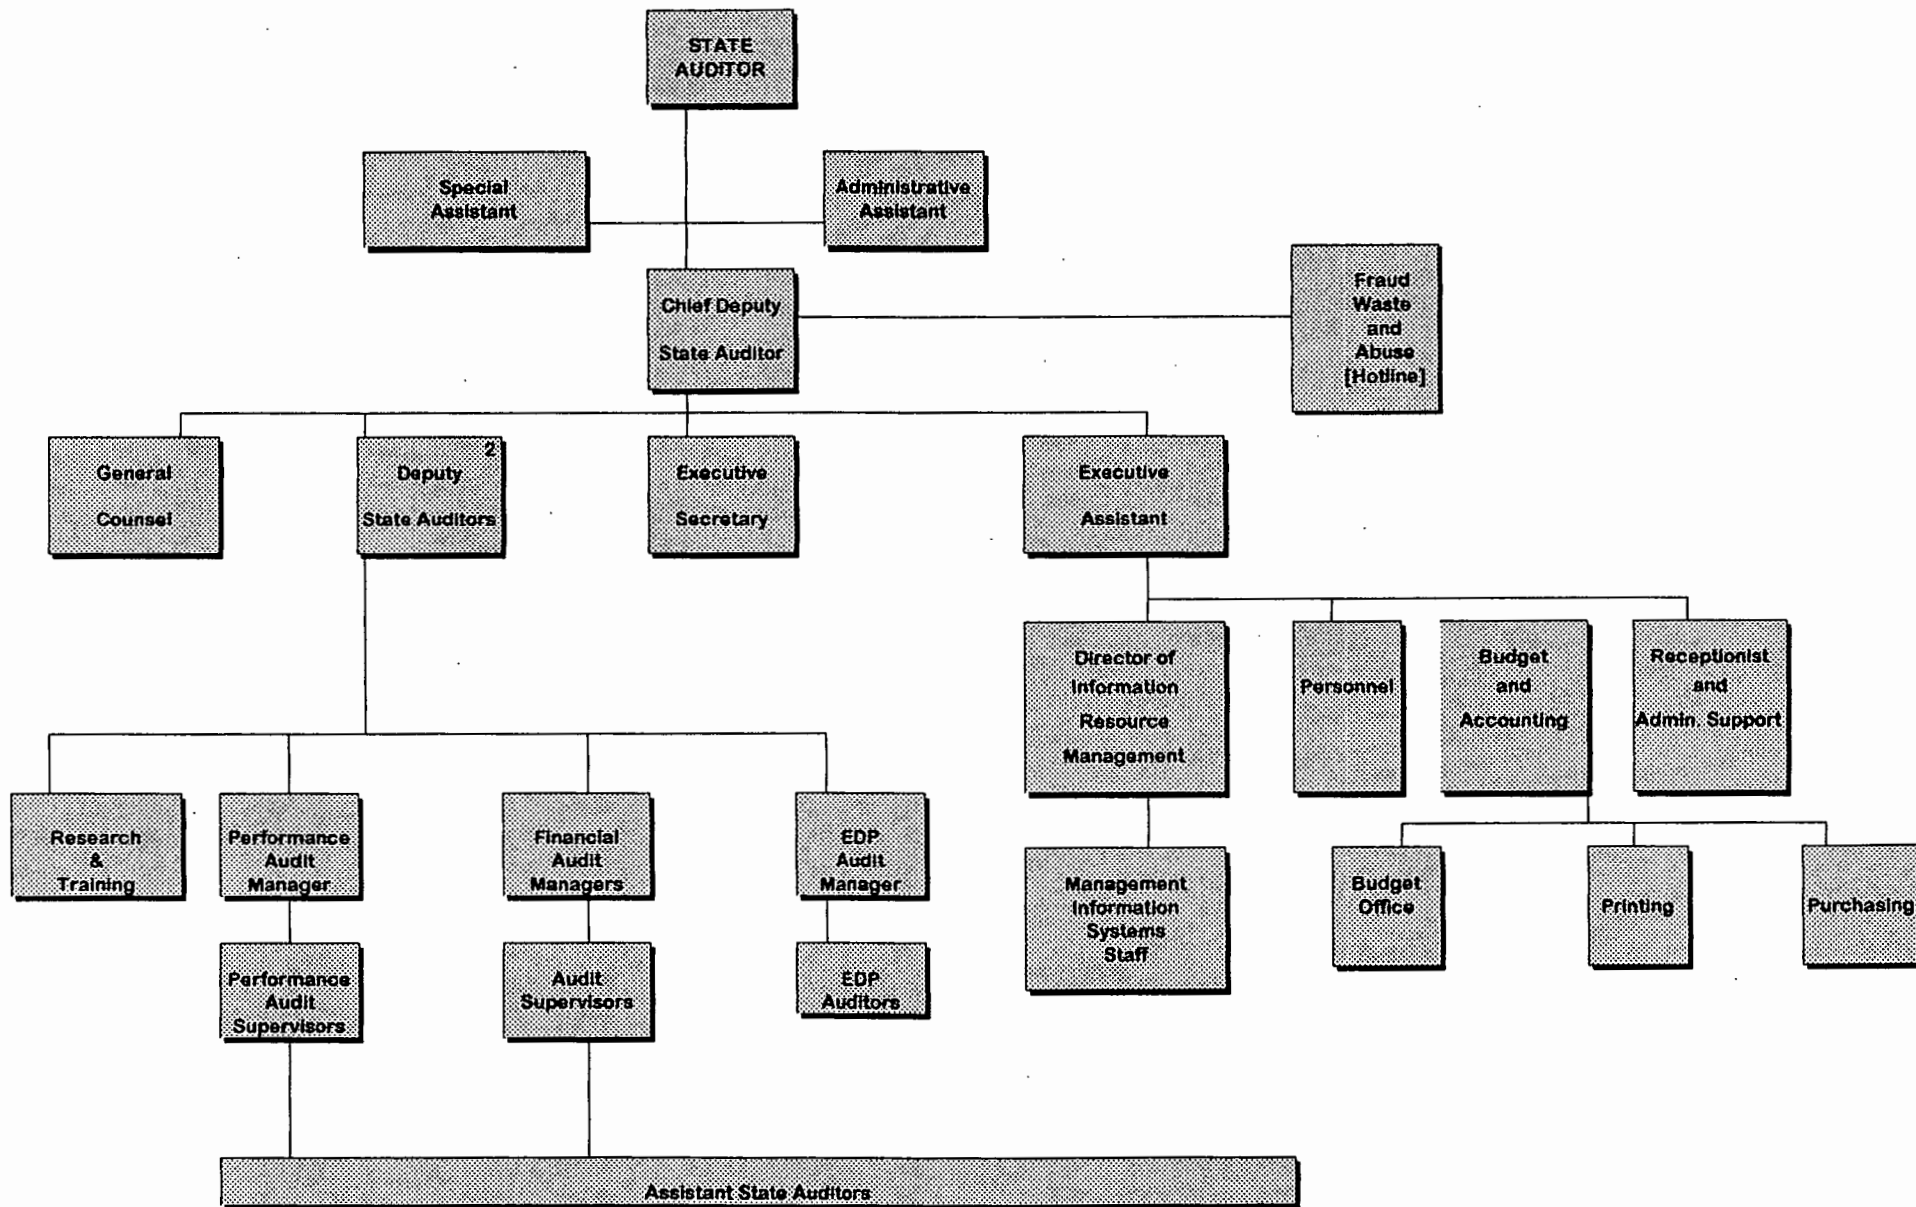 STATE
AUDITOR
Special
Assistant
Administrative
Assistant
Chief Deputy
State Auditor
Fraud
Waste
and
Abuse
[Hotline]
General
Counsel
2
Deputy
State Auditors
Executive
Secretary
Executive
Assistant
Director of
Information
Resource
Management
Personnel
Budget
and
Accounting
Receptionist
and
Admin. Support
Research
&
Training
Performance
Audit
Manager
Financial
Audit
Managers
EDP
Audit
Manager
Management
Information
Systems
Staff
Budget
Office
Printing
Purchasing
Performance
Audit
Supervisors
Audit
Supervisors
EDP
Auditors
Assistant State Auditors